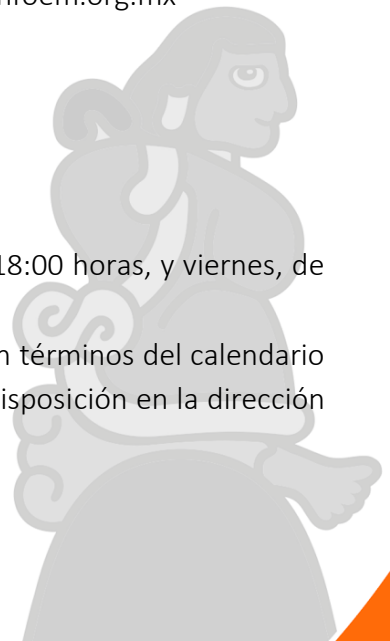 nfoem.org.mx
18:00 horas, y viernes, de
términos del calendario
isposición en la dirección